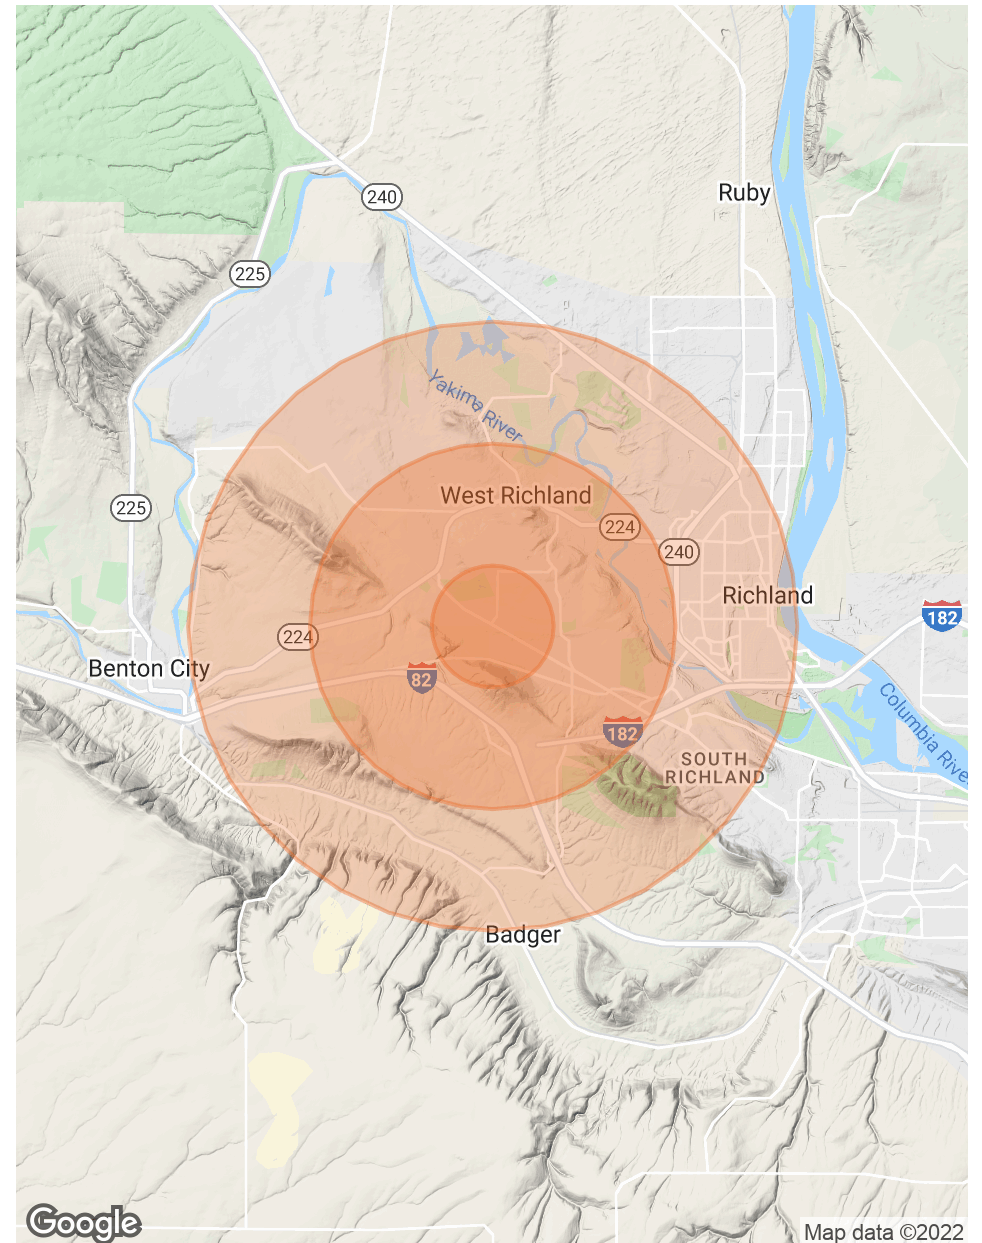 Ruby
240
225
Yakima River
West Richland
225
224
240
Richland
182
224
Benton City
82
Columbia Rive
182
SOUTH
RICHLAND
Badger
Google
Map data ©2022